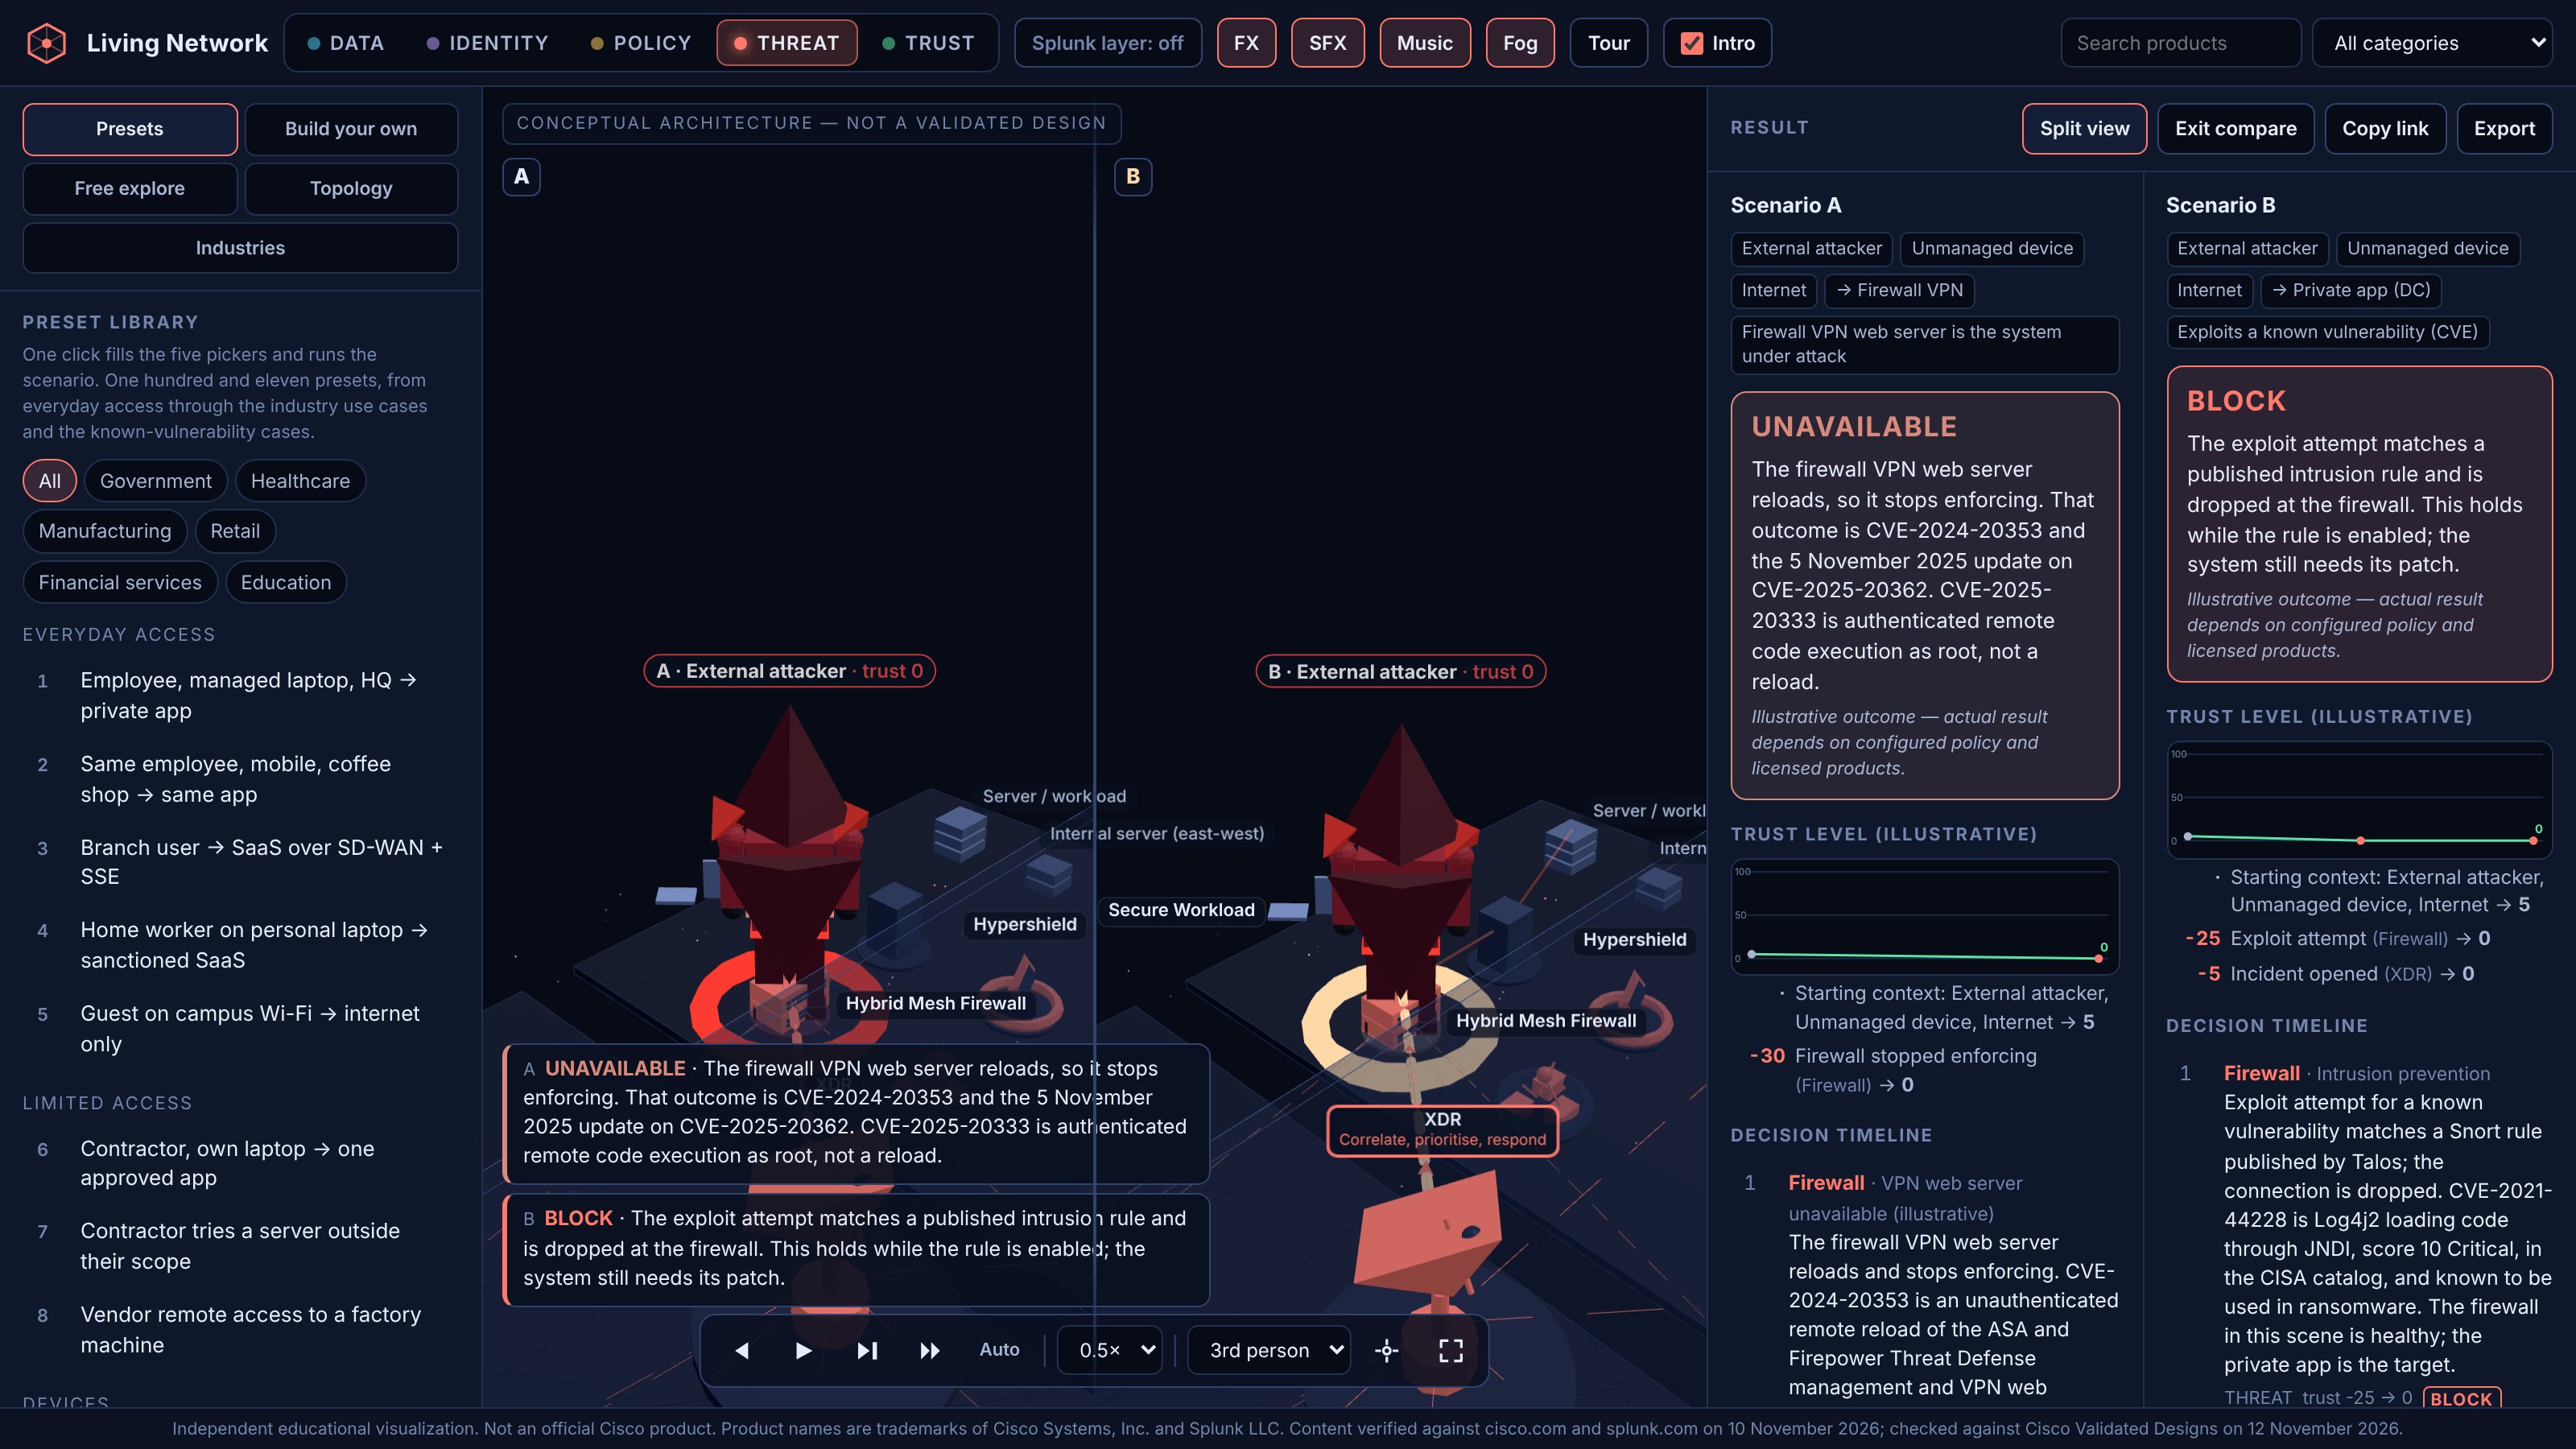 Living Network
DATA
IDENTITY
POLICY
THREAT
TRUST
Splunk layer: off
FX
SFX
Music
Fog
Tour
Intro
Search products
All categories
Presets
Build your own
Free explore
Topology
Industries
PRESET LIBRARY
One click fills the five pickers and runs the
scenario. One hundred and eleven presets, from
everyday access through the industry use cases
and the known-vulnerability cases.
All
Government
Healthcare
Manufacturing
Retail
Financial services
Education
EVERYDAY ACCESS
1 Employee, managed laptop, HQ →
private app
2 Same employee, mobile, coffee
shop → same app
3 Branch user → SaaS over SD-WAN +
SSE
4 Home worker on personal laptop →
sanctioned SaaS
5 Guest on campus Wi-Fi → internet
only
LIMITED ACCESS
6 Contractor, own laptop → one
approved app
7 Contractor tries a server outside
their scope
8 Vendor remote access to a factory
machine
DEVICES
CONCEPTUAL ARCHITECTURE — NOT A VALIDATED DESIGN
A
B
A · External attacker · trust 0
Server / workload
Internal server (east-west)
Hypershield
Secure Workload
Hybrid Mesh Firewall
B · External attacker · trust 0
Server / workl
Intern
Hypershield
Hybrid Mesh Firewall
XDR
Correlate, prioritise, respond
A UNAVAILABLE · The firewall VPN web server reloads, so it stops
enforcing. That outcome is CVE-2024-20353 and the 5 November
2025 update on CVE-2025-20362. CVE-2025-20333 is authenticated
remote code execution as root, not a reload.
B BLOCK · The exploit attempt matches a published intrusion rule and
is dropped at the firewall. This holds while the rule is enabled; the
system still needs its patch.
Auto
0.5×
3rd person
RESULT
Split view
Exit compare
Copy link
Export
Scenario A
External attacker
Unmanaged device
Internet
→ Firewall VPN
Firewall VPN web server is the system
under attack
UNAVAILABLE
The firewall VPN web server
reloads, so it stops enforcing. That
outcome is CVE-2024-20353 and
the 5 November 2025 update on
CVE-2025-20362. CVE-2025-
20333 is authenticated remote
code execution as root, not a
reload.
Illustrative outcome — actual result
depends on configured policy and
licensed products.
TRUST LEVEL (ILLUSTRATIVE)
100
50
0
0
· Starting context: External attacker,
Unmanaged device, Internet → 5
-30 Firewall stopped enforcing
(Firewall) → 0
DECISION TIMELINE
1 Firewall · VPN web server
unavailable (illustrative)
The firewall VPN web server
reloads and stops enforcing. CVE-
2024-20353 is an unauthenticated
remote reload of the ASA and
Firepower Threat Defense
management and VPN web
Scenario B
External attacker
Unmanaged device
Internet
→ Private app (DC)
Exploits a known vulnerability (CVE)
BLOCK
The exploit attempt matches a
published intrusion rule and is
dropped at the firewall. This holds
while the rule is enabled; the
system still needs its patch.
Illustrative outcome — actual result
depends on configured policy and
licensed products.
TRUST LEVEL (ILLUSTRATIVE)
100
50
0
0
· Starting context: External attacker,
Unmanaged device, Internet → 5
-25 Exploit attempt (Firewall) → 0
-5 Incident opened (XDR) → 0
DECISION TIMELINE
1 Firewall · Intrusion prevention
Exploit attempt for a known
vulnerability matches a Snort rule
published by Talos; the
connection is dropped. CVE-2021-
44228 is Log4j2 loading code
through JNDI, score 10 Critical, in
the CISA catalog, and known to be
used in ransomware. The firewall
in this scene is healthy; the
private app is the target.
THREAT trust -25 → 0 BLOCK
Independent educational visualization. Not an official Cisco product. Product names are trademarks of Cisco Systems, Inc. and Splunk LLC. Content verified against cisco.com and splunk.com on 10 November 2026; checked against Cisco Validated Designs on 12 November 2026.